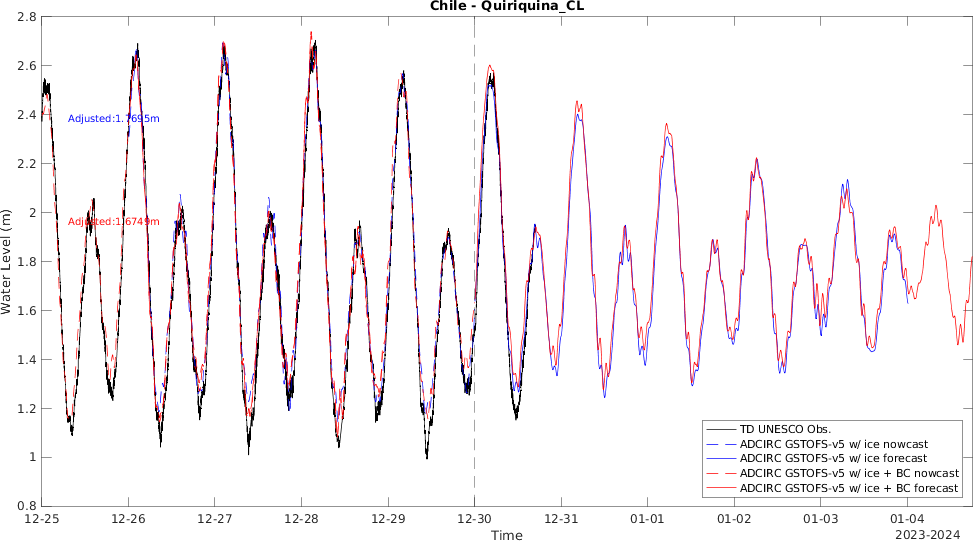 Chile - Quiriquina_CL
2.8
2.6
2.4
2.2
2
1.8
1.6
1.4
1.2
1
0.8
Water Level (m)
Adjusted:1.7695m
Adjusted:1.6749m
TD UNESCO Obs.
ADCIRC GSTOFS-v5 w/ ice nowcast
ADCIRC GSTOFS-v5 w/ ice forecast
ADCIRC GSTOFS-v5 w/ ice + BC nowcast
ADCIRC GSTOFS-v5 w/ ice + BC forecast
12-25 12-26 12-27 12-28 12-29 12-30 12-31 01-01 01-02 01-03 01-04
Time
2023-2024